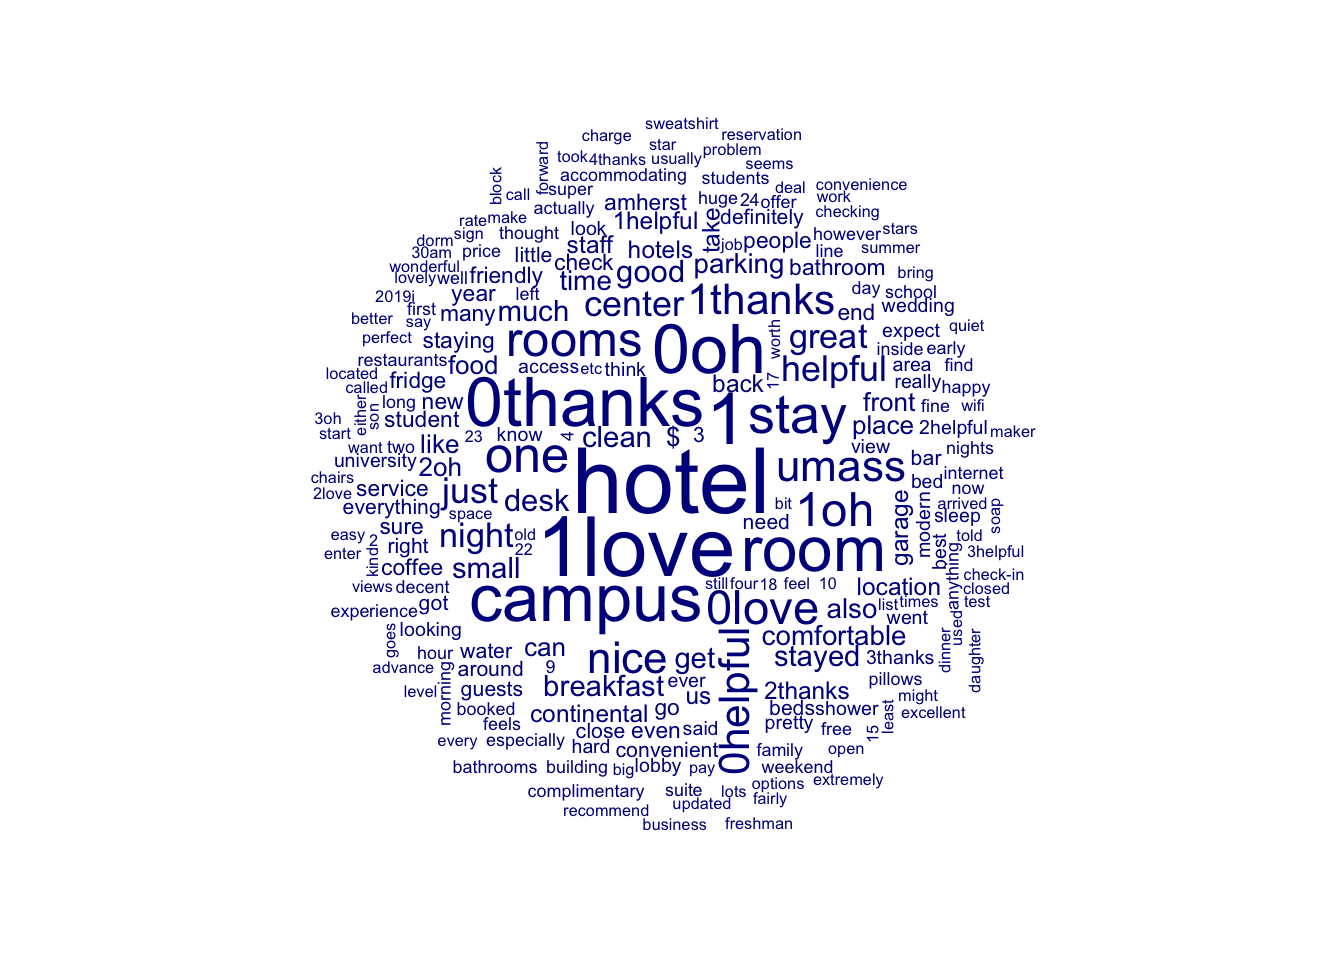 sweatshirt
charge
star
reservation
forward
took
4thanks
usually
problem
seems
block
call
super
accommodating
students
deal
convenience
actually
amherst
huge
24
offer
work
rate
make
1helpful
take
definitely
checking
dorm
sign
thought
look
staff
hotels
job
people
however
stars
30am
price
little
check
line
summer
wonderful
lovely
well
friendly
time
good
parking
bathroom
bring
2019i
year
left
much
center
1thanks
day
school
first
many
end
wedding
better
say
rooms
0oh
worth
great
expect
quiet
perfect
staying
inside
early
restaurants
food
access
etc
think
helpful
area
find
located
called
fridge
back
17
really
happy
either
son
long
new
0thanks
1
stay
front
fine
wifi
3oh
student
place
2helpful
maker
start
want
two
like
23
know
4
clean
$
3
view
nights
university
2oh
one
hotel
umass
bar
internet
chairs
2love
service
just
desk
bed
now
everything
space
bit
1oh
garage
modern
arrived
soap
sure
night
old
need
sleep
easy
enter
kind
2
right
22
1love
room
best
told
3helpful
coffee
small
anything
check-in
views
decent
campus
still
four
18
feel
10
location
closed
experience
got
0love
also
list
times
test
went
used
looking
goes
hour
water
can
nice
get
0helpful
comfortable
stayed
3thanks
dinner
daughter
advance
around
9
level
morning
guests
breakfast
ever
us
2thanks
pillows
might
booked
continental
go
beds
shower
least
excellent
feels
close
even
said
pretty
free
15
every
especially
hard
convenient
family
open
bathrooms
building
big
lobby
pay
weekend
options
extremely
complimentary
suite
lots
updated
fairly
recommend
business
freshman